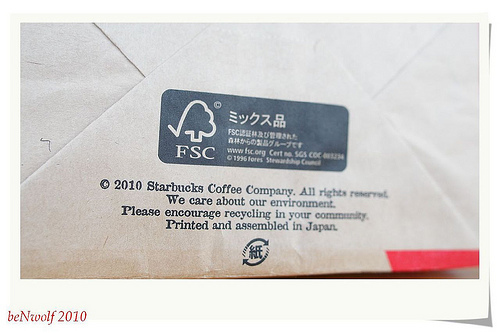 ©
ミックス品
FSC認証林及び管理された
森林からの製品グループです
www.fsc.org Cert no. SGS-COC-003234
© 1996 Forest Stewardship Council
FSC
© 2010 Starbucks Coffee Company. All rights reserved.
We care about our environment.
Please encourage recycling in your community.
Printed and assembled in Japan.
紙
beNwolf 2010